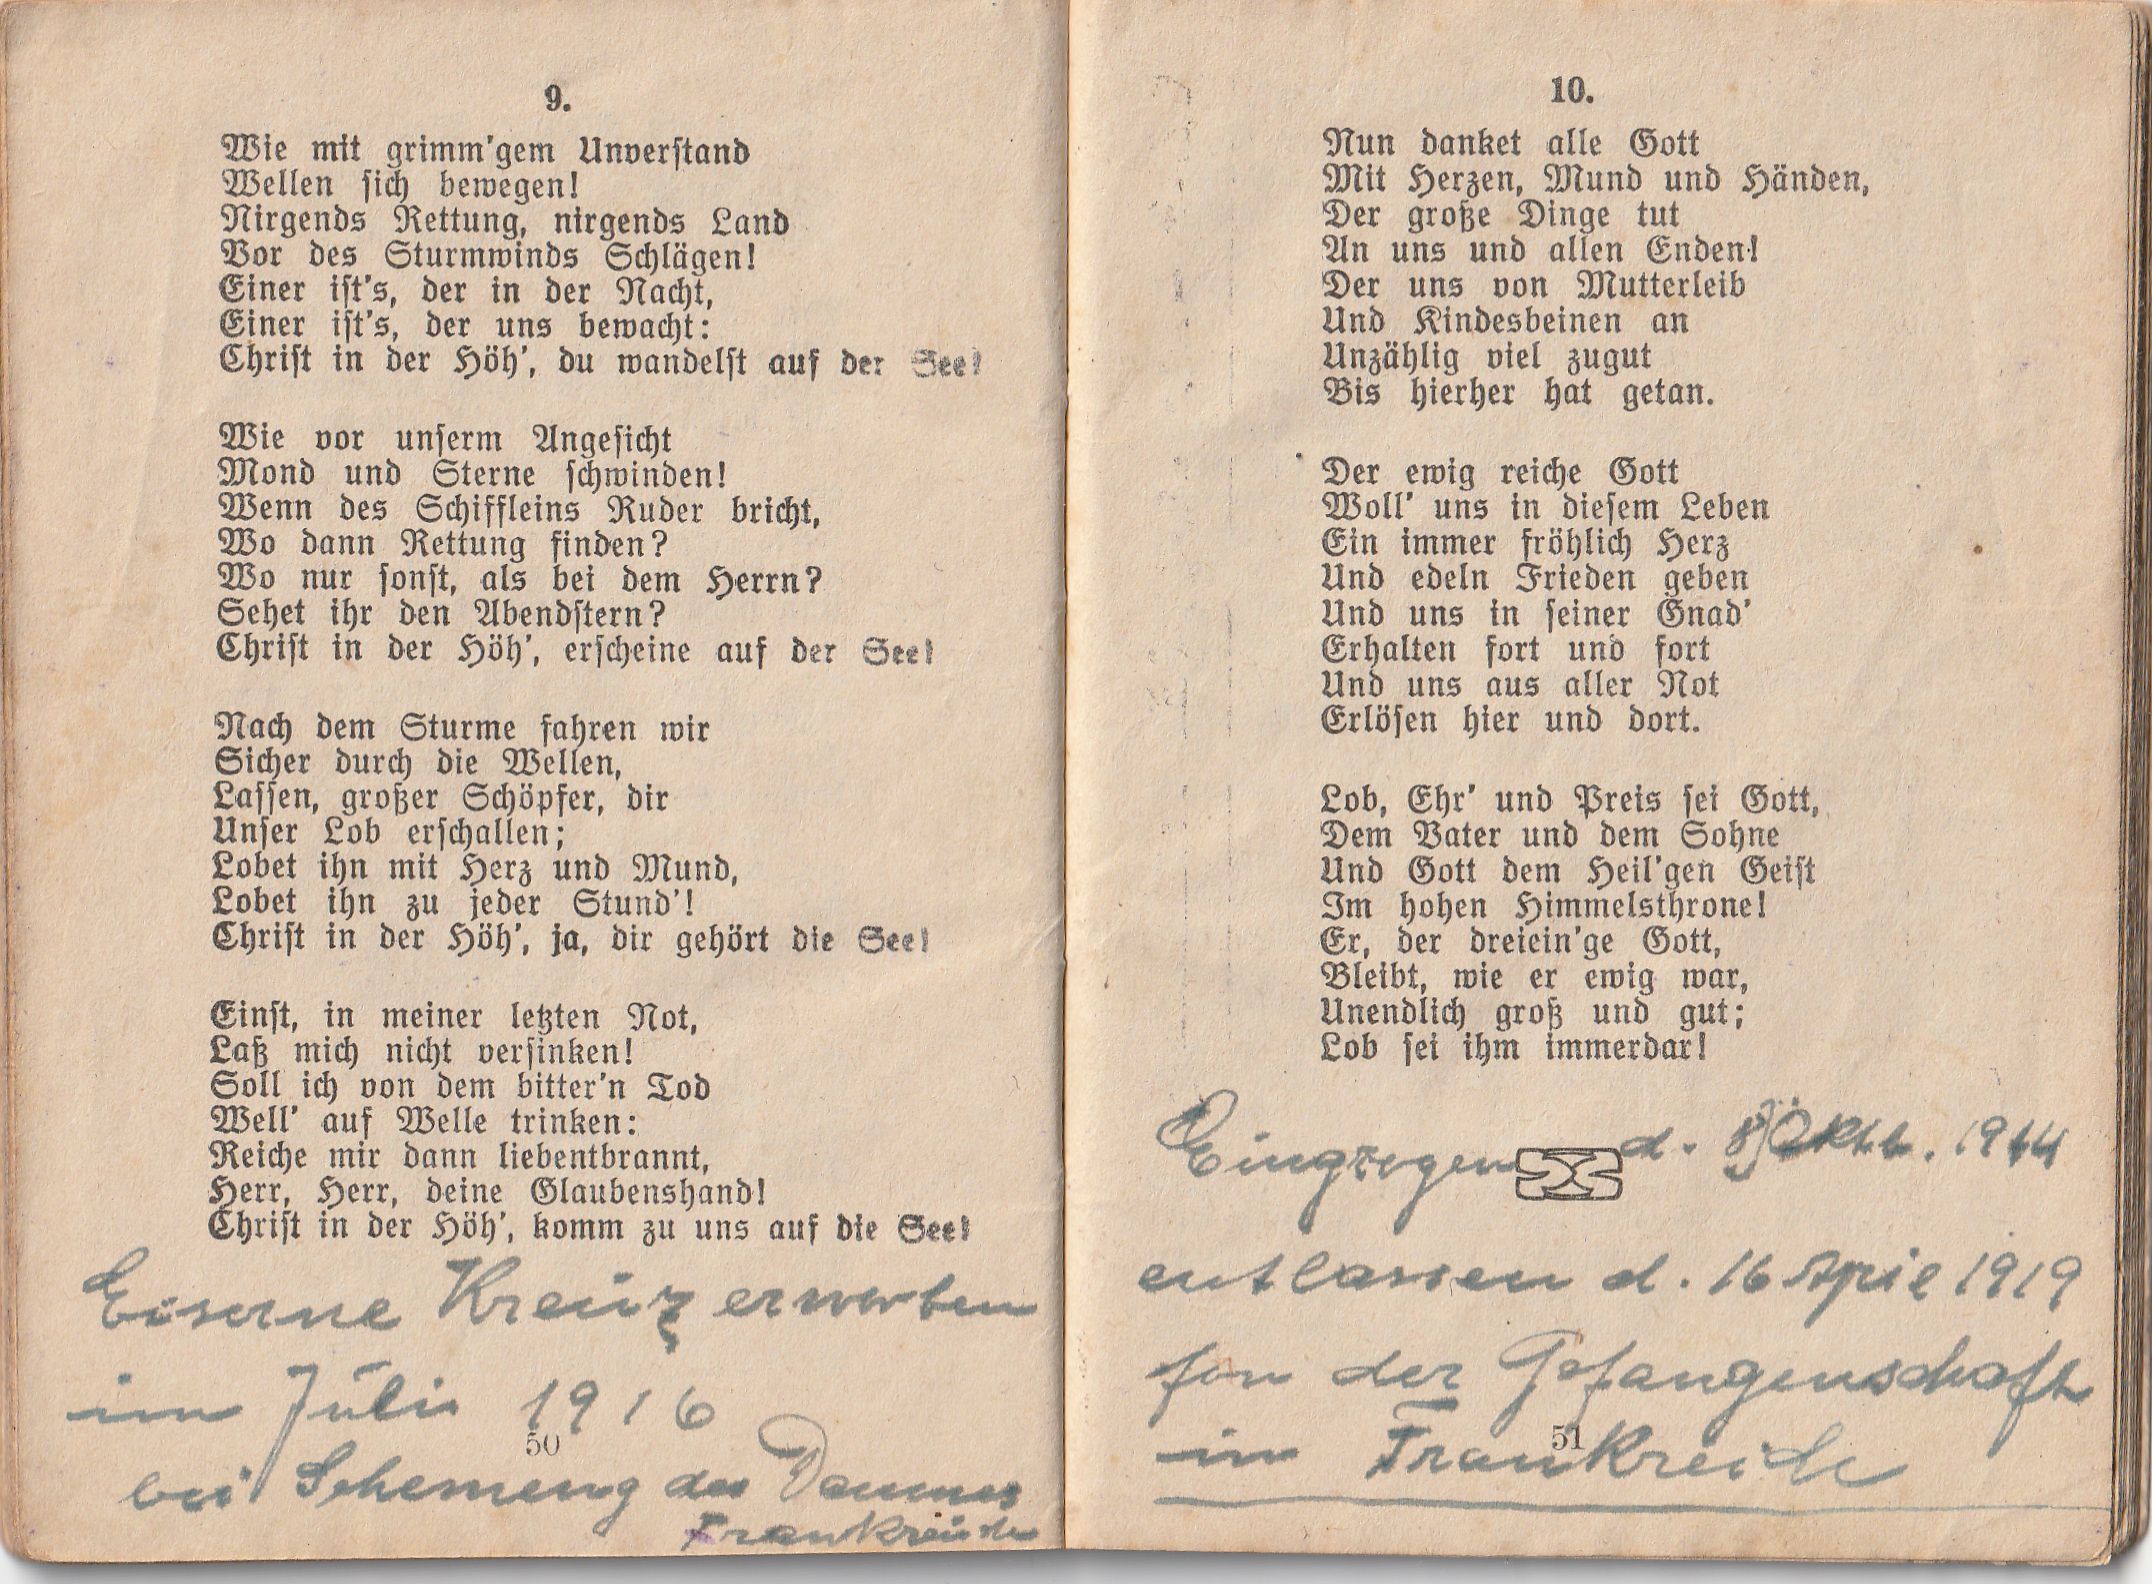 9.
Wie mit grimm'gem Unverstand
Wellen sich bewegen!
Nirgends Rettung, nirgends Land
Vor des Sturmwinds Schlägen!
Einer ist's, der in der Nacht,
Einer ist's, der uns bewacht:
Christ in der Höh', du wandelst auf der See!
Wie vor unserm Angesicht
Mond und Sterne schwinden!
Wenn des Schiffleins Ruder bricht,
Wo dann Rettung finden?
Wo nur sonst, als bei dem Herrn?
Sehet ihr den Abendstern?
Christ in der Höh', erscheine auf der See!
Nach dem Sturme fahren wir
Sicher durch die Wellen,
Lassen, großer Schöpfer, dir
Unser Lob erschallen;
Lobet ihn mit Herz und Mund,
Lobet ihn zu jeder Stund'!
Christ in der Höh', ja, dir gehört die See!
Einst, in meiner letzten Not,
Laß mich nicht versinken!
Soll ich von dem bitter'n Tod
Well' auf Welle trinken:
Reiche mir dann liebentbrannt,
Herr, Herr, deine Glaubenshand!
Christ in der Höh', komm zu uns auf die See!
Eiserne Kreuz erworben
im Juli 1916
50
bei Schemeng des Dammes
Frankreich
10.
Nun danket alle Gott
Mit Herzen, Mund und Händen,
Der große Dinge tut
An uns und allen Enden!
Der uns von Mutterleib
Und Kindesbeinen an
Unzählig viel zugut
Bis hierher hat getan.
Der ewig reiche Gott
Woll' uns in diesem Leben
Ein immer fröhlich Herz
Und edeln Frieden geben
Und uns in seiner Gnad'
Erhalten fort und fort
Und uns aus aller Not
Erlösen hier und dort.
Lob, Ehr' und Preis sei Gott,
Dem Vater und dem Sohne
Und Gott dem Heil'gen Geist
Im hohen Himmelsthrone!
Er, der dreiein'ge Gott,
Bleibt, wie er ewig war,
Unendlich groß und gut;
Lob sei ihm immerdar!
Eingzogen d. 8 Oktb. 1914
entlassen d. 16 April 1919
fon der Gefangenschaft
in Frankreich
51